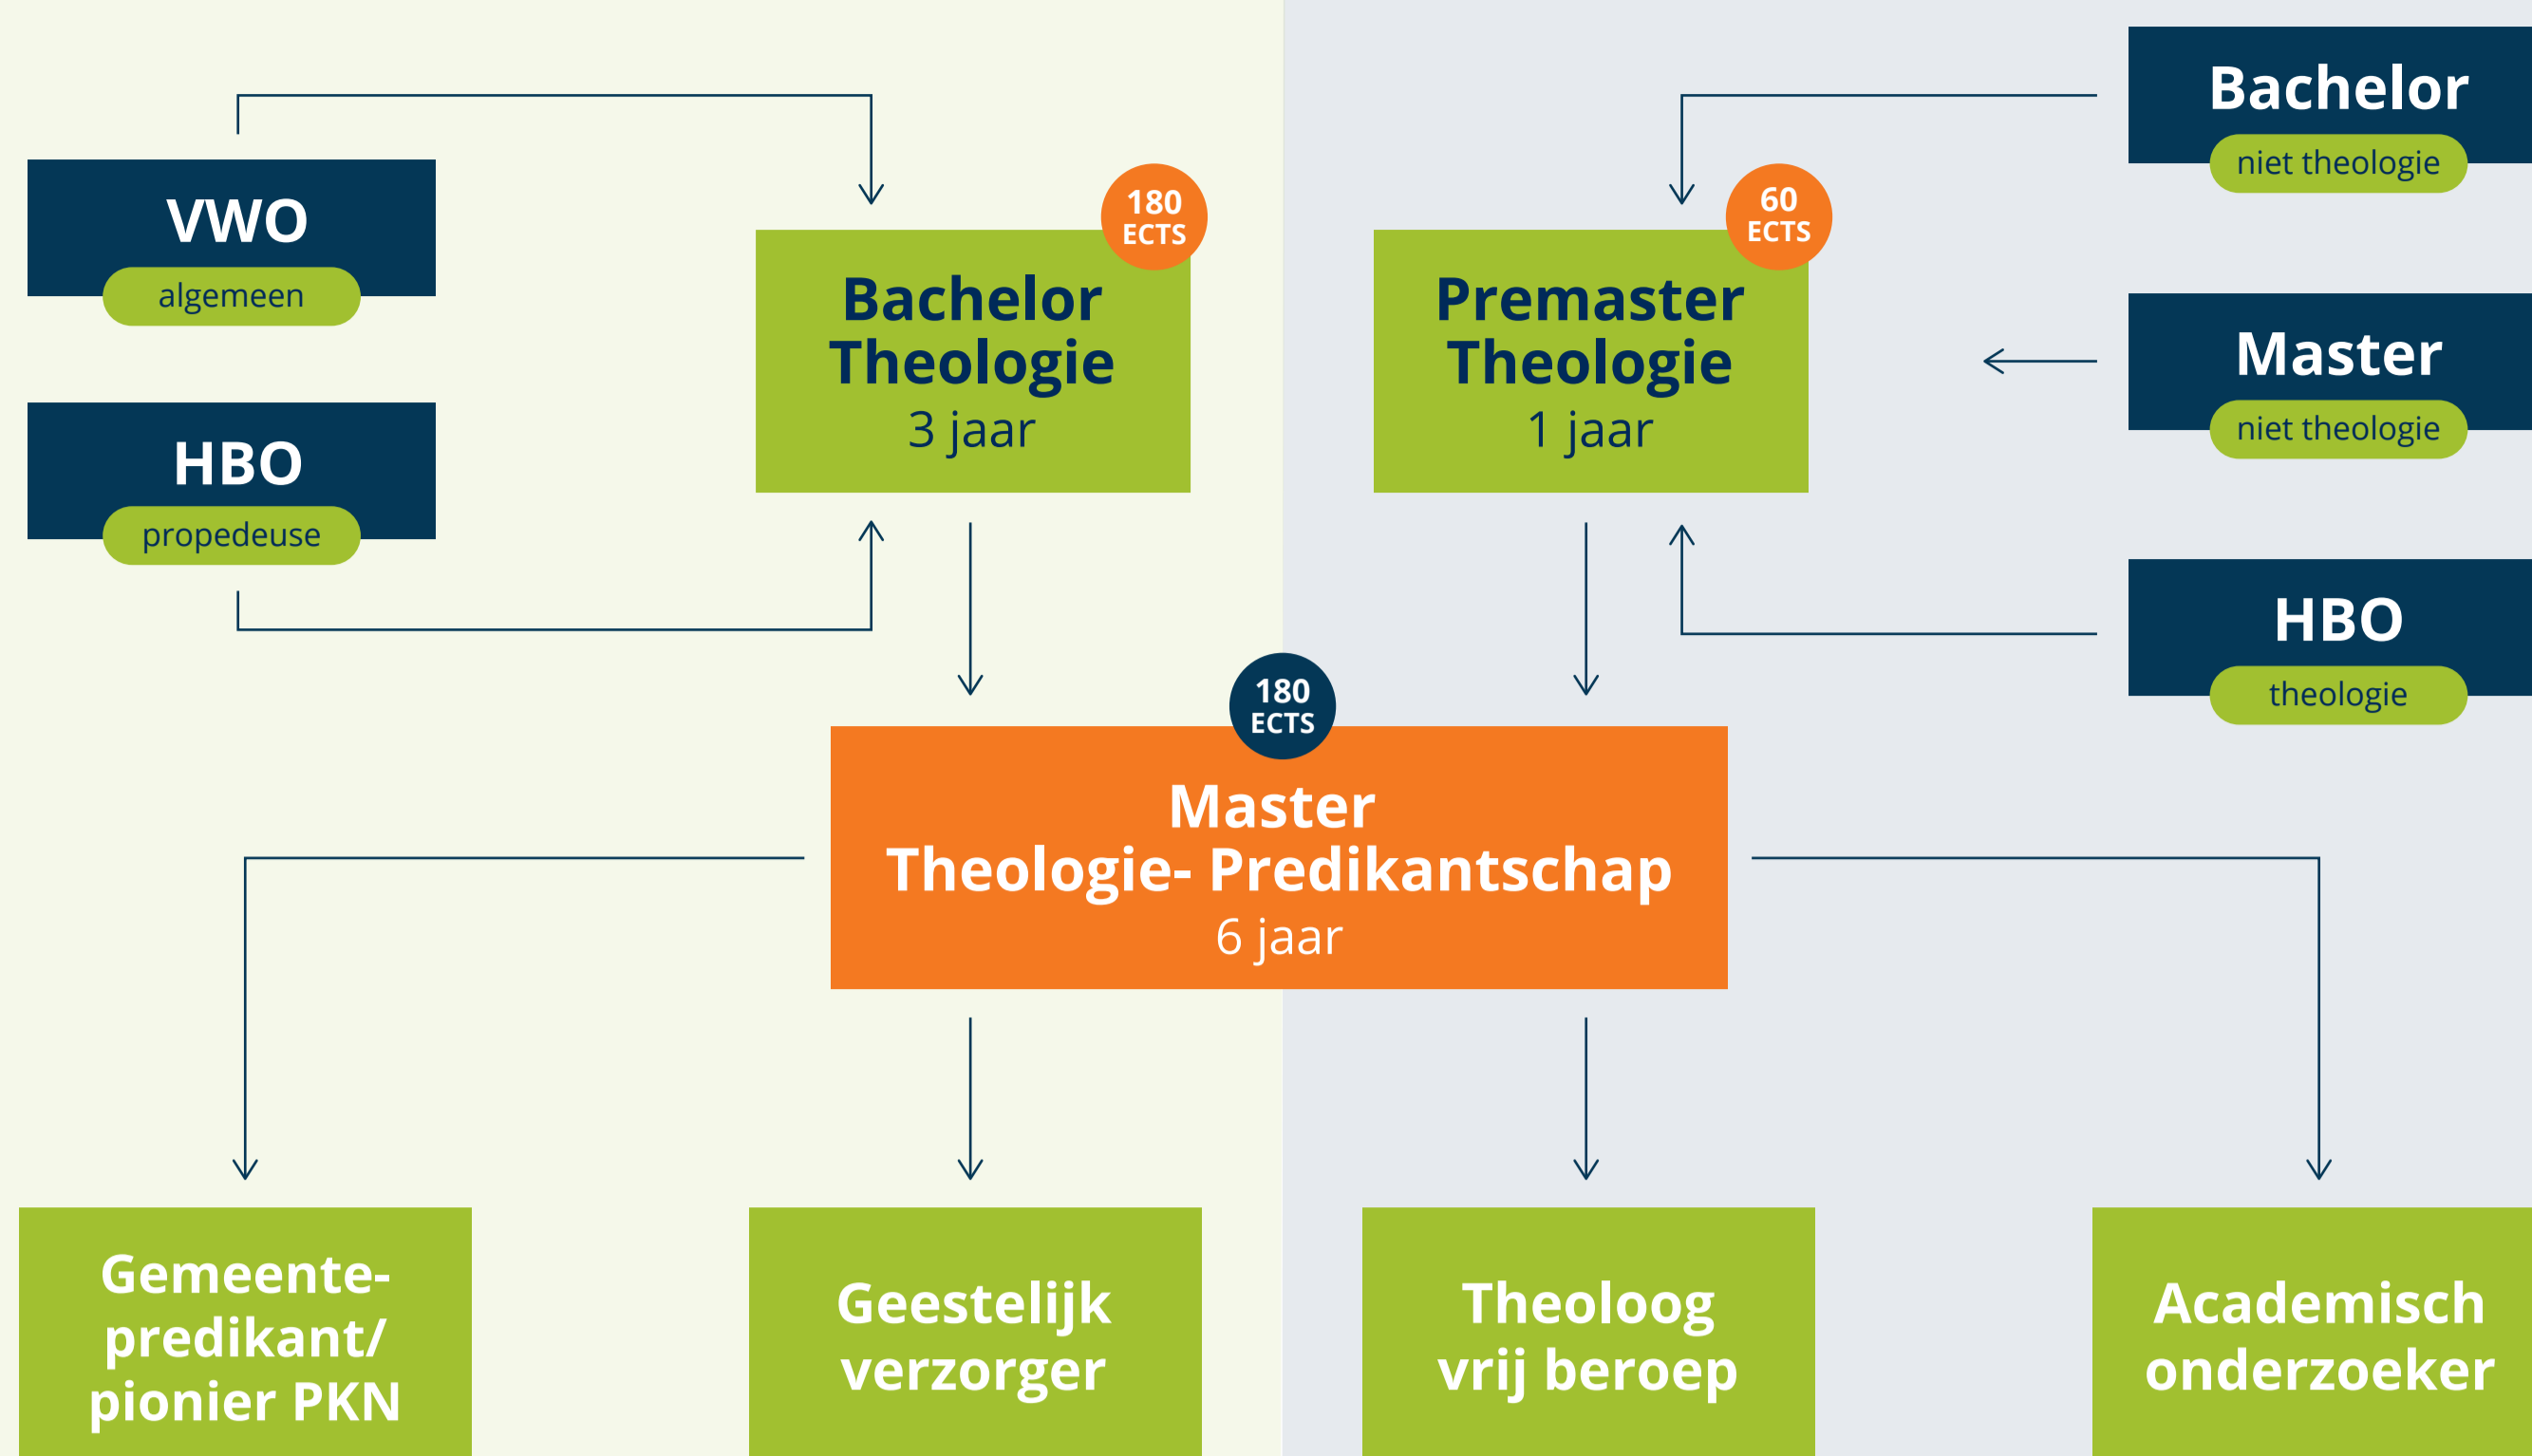 VWO
algemeen
HBO
propedeuse
180
ECTS
Bachelor
Theologie
3 jaar
60
ECTS
Premaster
Theologie
1 jaar
Bachelor
niet theologie
Master
niet theologie
HBO
theologie
180
ECTS
Master
Theologie- Predikantschap
6 jaar
Gemeente-
predikant/
pionier PKN
Geestelijk
verzorger
Theoloog
vrij beroep
Academisch
onderzoeker